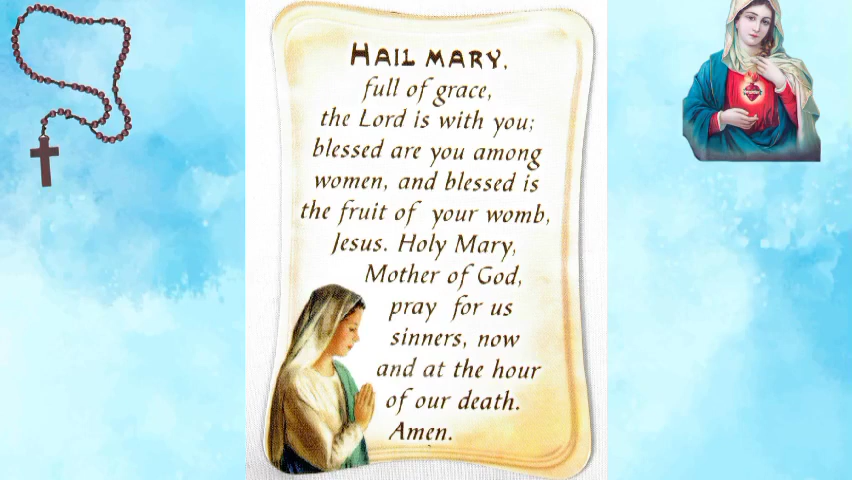 HAIL MARY,
full of grace,
the Lord is with you;
blessed are you among
women, and blessed is
the fruit of your womb,
Jesus. Holy Mary,
Mother of God,
pray for us
sinners, now
and at the hour
of our death.
Amen.